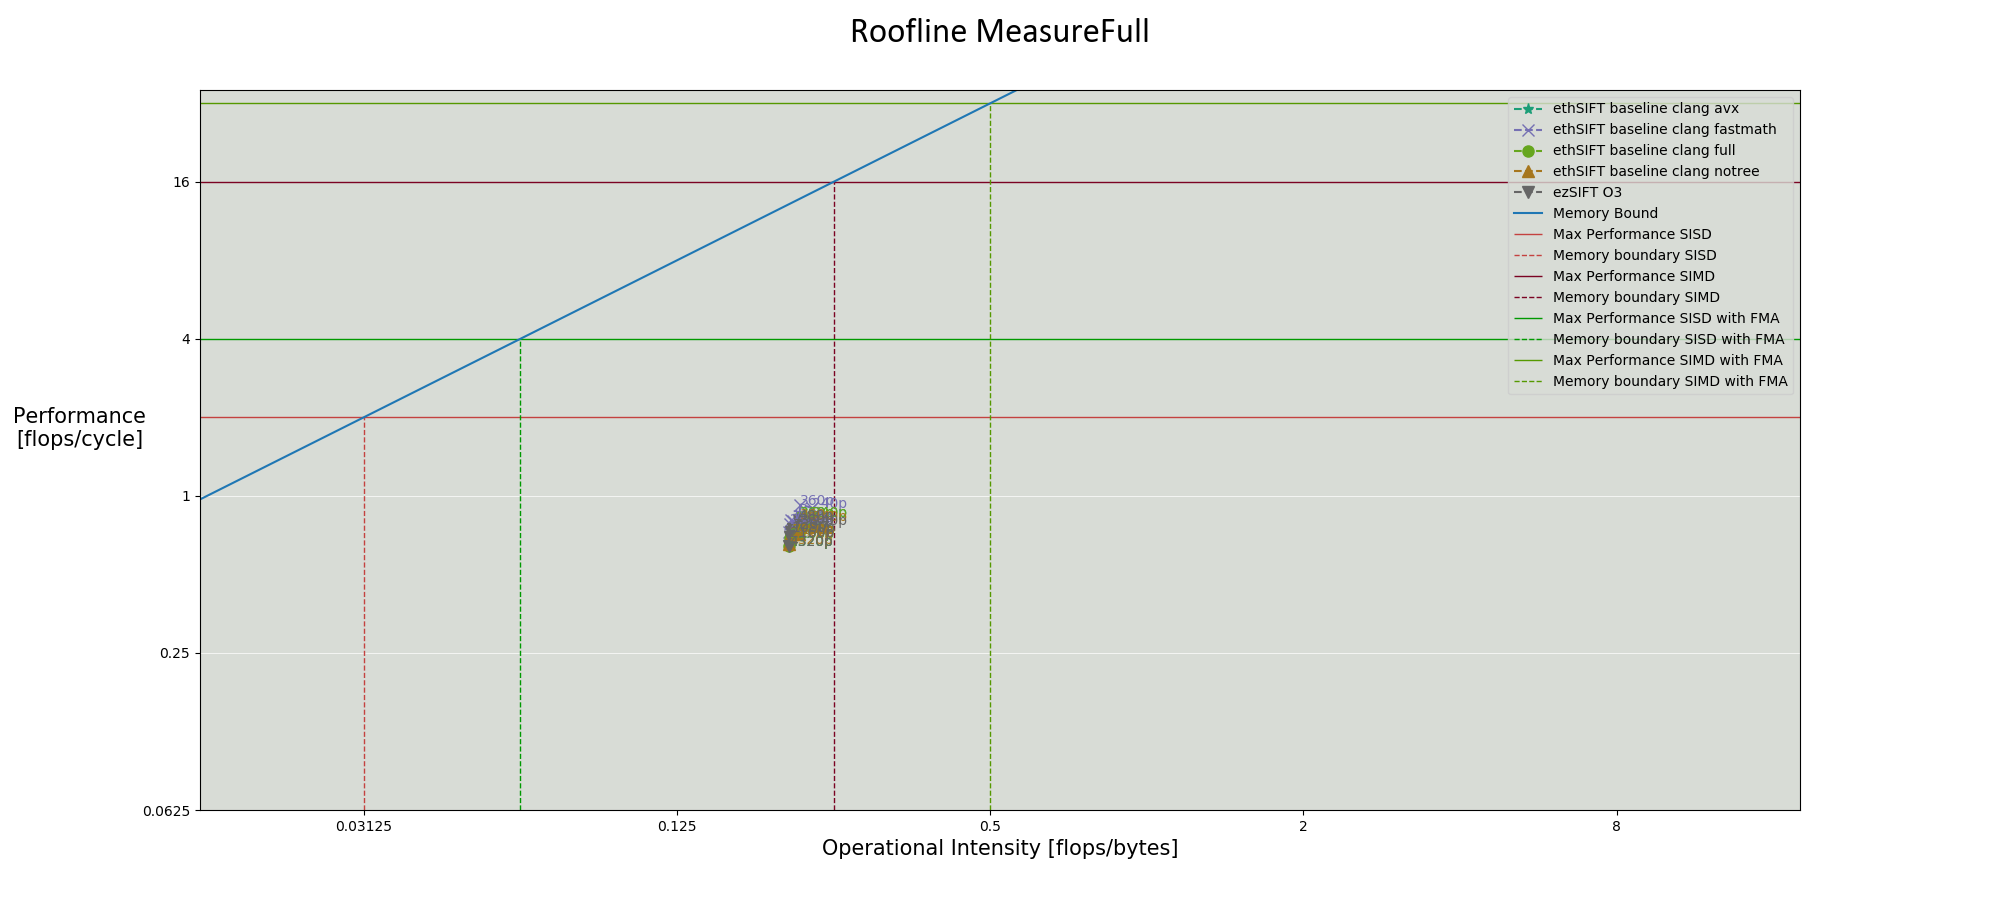 Roofline MeasureFull
ethSIFT baseline clang avx
ethSIFT baseline clang fastmath
ethSIFT baseline clang full
ethSIFT baseline clang notree
ezSIFT O3
Memory Bound
Max Performance SISD
Memory boundary SISD
Max Performance SIMD
Memory boundary SIMD
Max Performance SISD with FMA
Memory boundary SISD with FMA
Max Performance SIMD with FMA
Memory boundary SIMD with FMA
16
4
1
0.25
0.0625
Performance
[flops/cycle]
360p
240p
0.03125
0.125
0.5
2
8
Operational Intensity [flops/bytes]